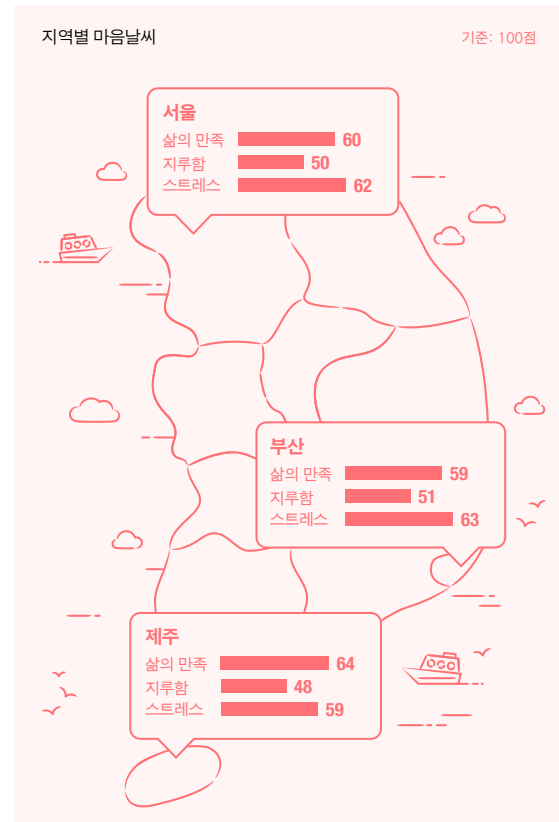 지역별 마음날씨
기준: 100점
서울
삶의 만족 60
지루함 50
스트레스 62
부산
삶의 만족 59
지루함 51
스트레스 63
제주
삶의 만족 64
지루함 48
스트레스 59